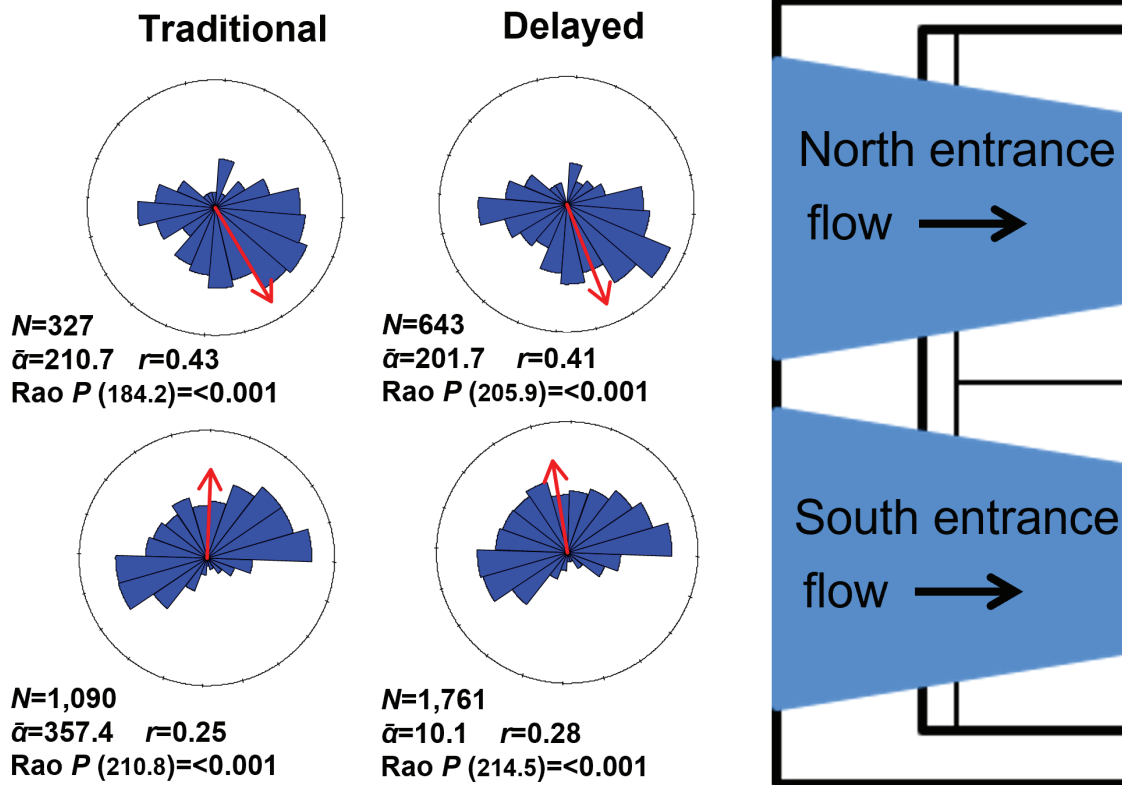 Traditional
Delayed
N=327
ᾱ=210.7 r=0.43
Rao P (184.2)=<0.001
N=643
ᾱ=201.7 r=0.41
Rao P (205.9)=<0.001
N=1,090
ᾱ=357.4 r=0.25
Rao P (210.8)=<0.001
N=1,761
ᾱ=10.1 r=0.28
Rao P (214.5)=<0.001
North entrance
flow
South entrance
flow